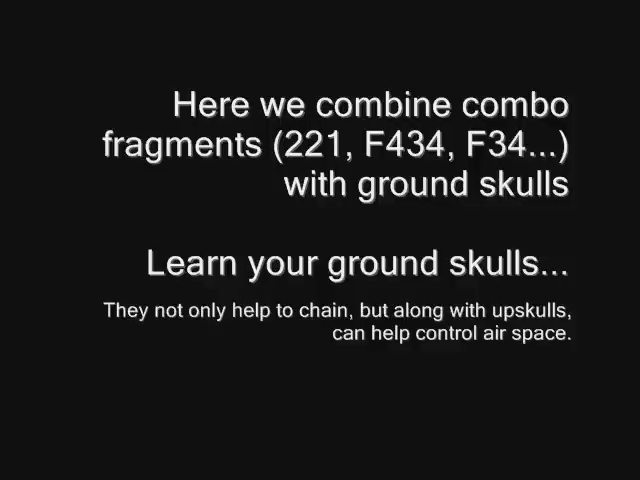 Here we combine combo
fragments (221, F434, F34...)
with ground skulls
Learn your ground skulls...
They not only help to chain, but along with upskulls,
can help control air space.